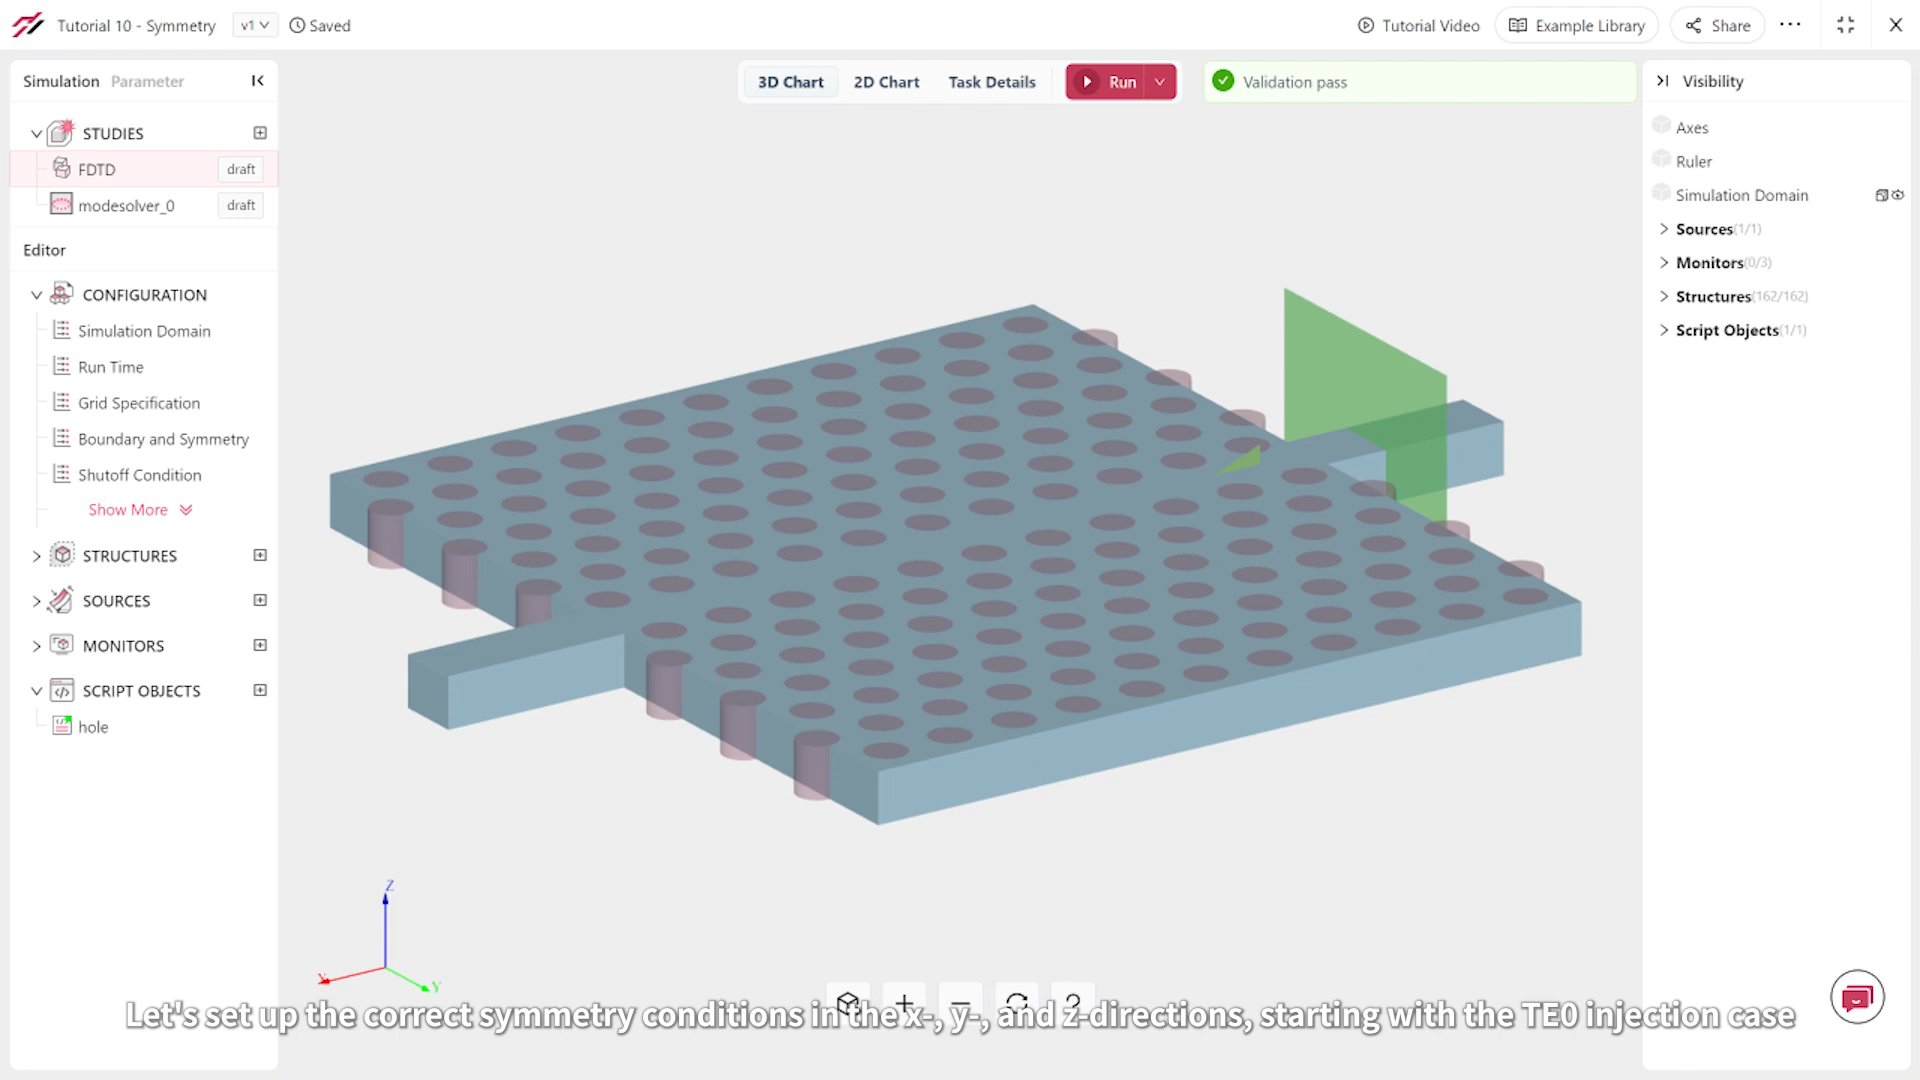 Tutorial 10 - Symmetry
v1
Saved
Tutorial Video
Example Library
Share
Simulation
Parameter
3D Chart
2D Chart
Task Details
Run
Validation pass
Visibility
STUDIES
FDTD
draft
modesolver_0
draft
Editor
CONFIGURATION
Simulation Domain
Run Time
Grid Specification
Boundary and Symmetry
Shutoff Condition
Show More
STRUCTURES
SOURCES
MONITORS
SCRIPT OBJECTS
hole
Axes
Ruler
Simulation Domain
Sources(1/1)
Monitors(0/3)
Structures(162/162)
Script Objects(1/1)
Z
X
Y
Let's set up the correct symmetry conditions in the x-, y-, and z-directions, starting with the TE0 injection case